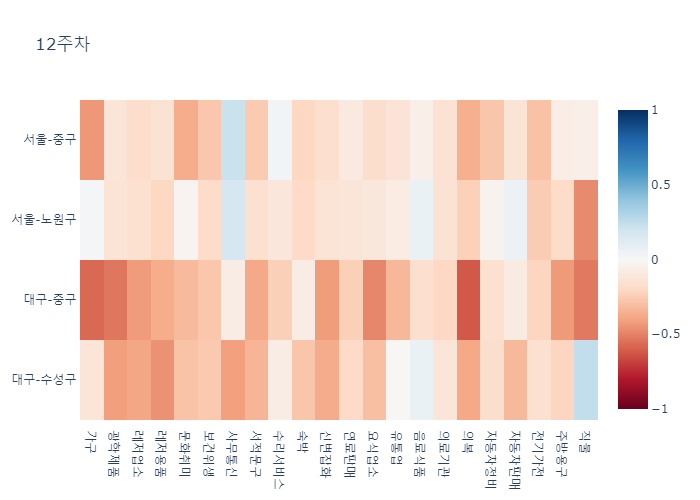 12주차
서울-중구
서울-노원구
대구-중구
대구-수성구
가구
광학제품
레저업소
레저용품
문화취미
보건위생
사무통신
서적문구
수리서비스
숙박
신변잡화
연료판매
요식업소
유통업
음료식품
의료기관
의복
자동차정비
자동차판매
전기가전
주방용구
직물
1
0.5
0
−0.5
−1